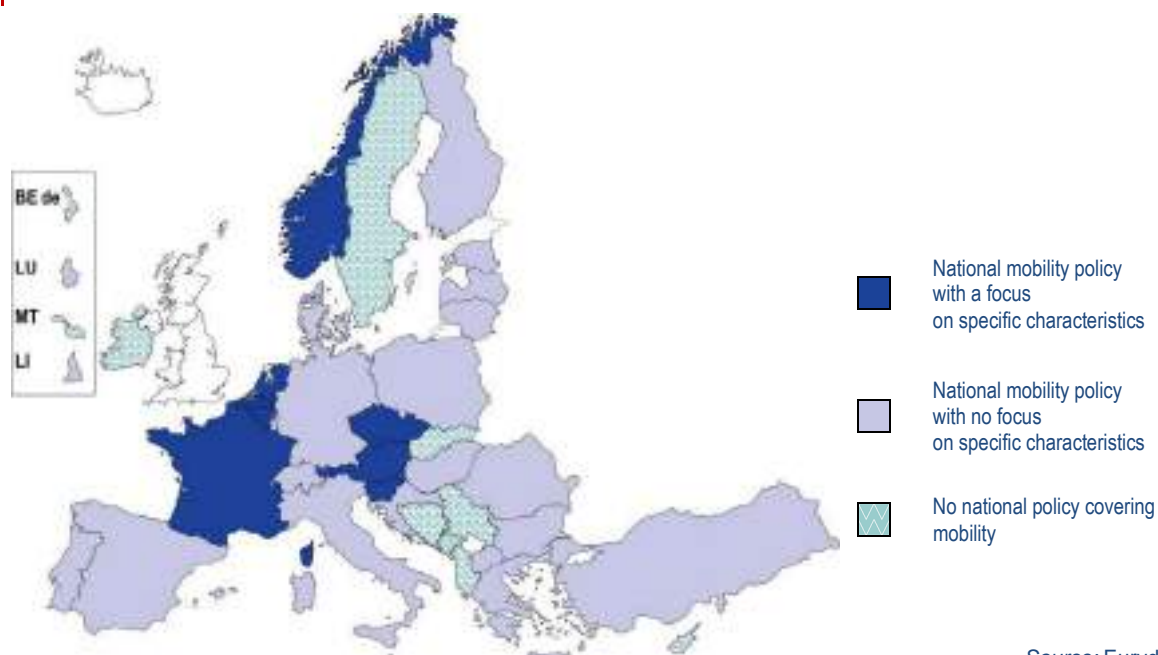 BE de
LU
MT
LI
National mobility policy
with a focus
on specific characteristics
National mobility policy
with no focus
on specific characteristics
No national policy covering
mobility
Source: